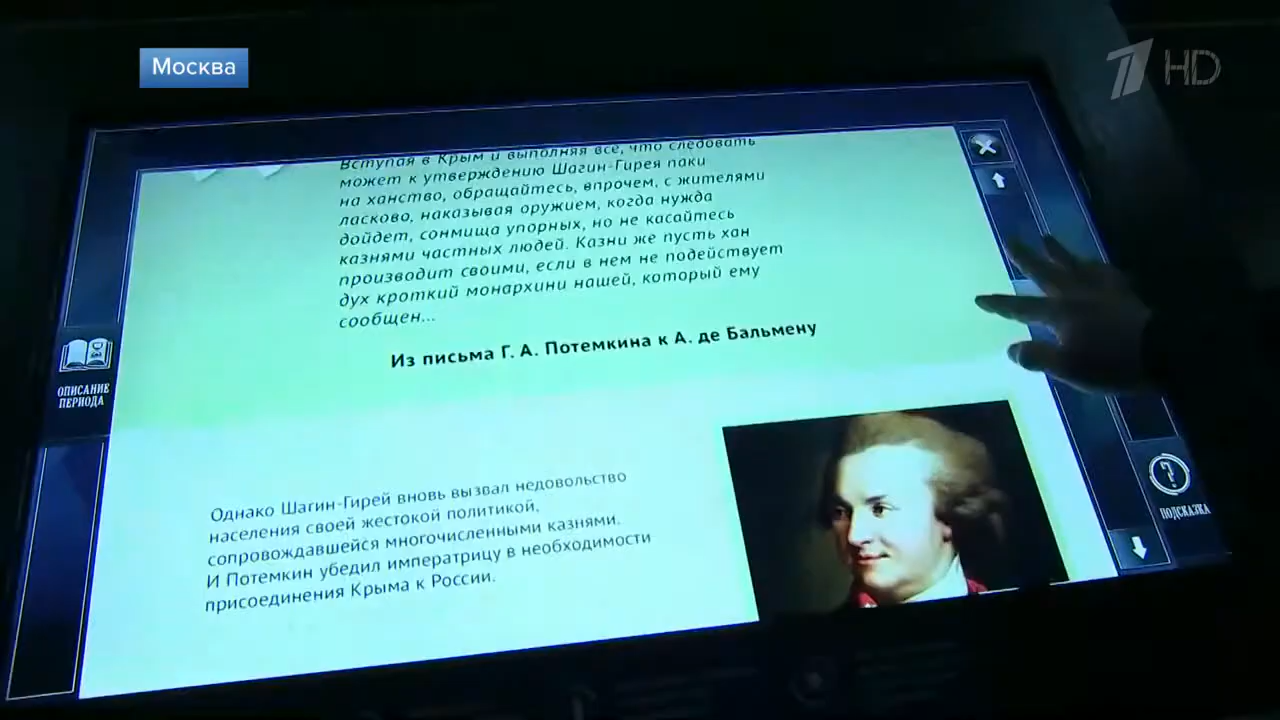 Москва
1 HD
Вступая в Крым и выполняя все, что следовать
может к утверждению Шагин-Гирея паки
на ханство, обращайтесь, впрочем, с жителями
ласково, наказывая оружием, когда нужда
дойдет, сонмища упорных, но не касайтесь
казнями частных людей. Казни же пусть хан
производит своими, если в нем не подействует
дух кроткий монархини нашей, который ему
сообщен...
Из письма Г. А. Потемкина к А. де Бальмену
ОПИСАНИЕ
ПЕРИОДА
Однако Шагин-Гирей вновь вызвал недовольство
населения своей жестокой политикой,
сопровождавшейся многочисленными казнями.
И Потемкин убедил императрицу в необходимости
присоединения Крыма к России.
?
ПОДСКАЗКА